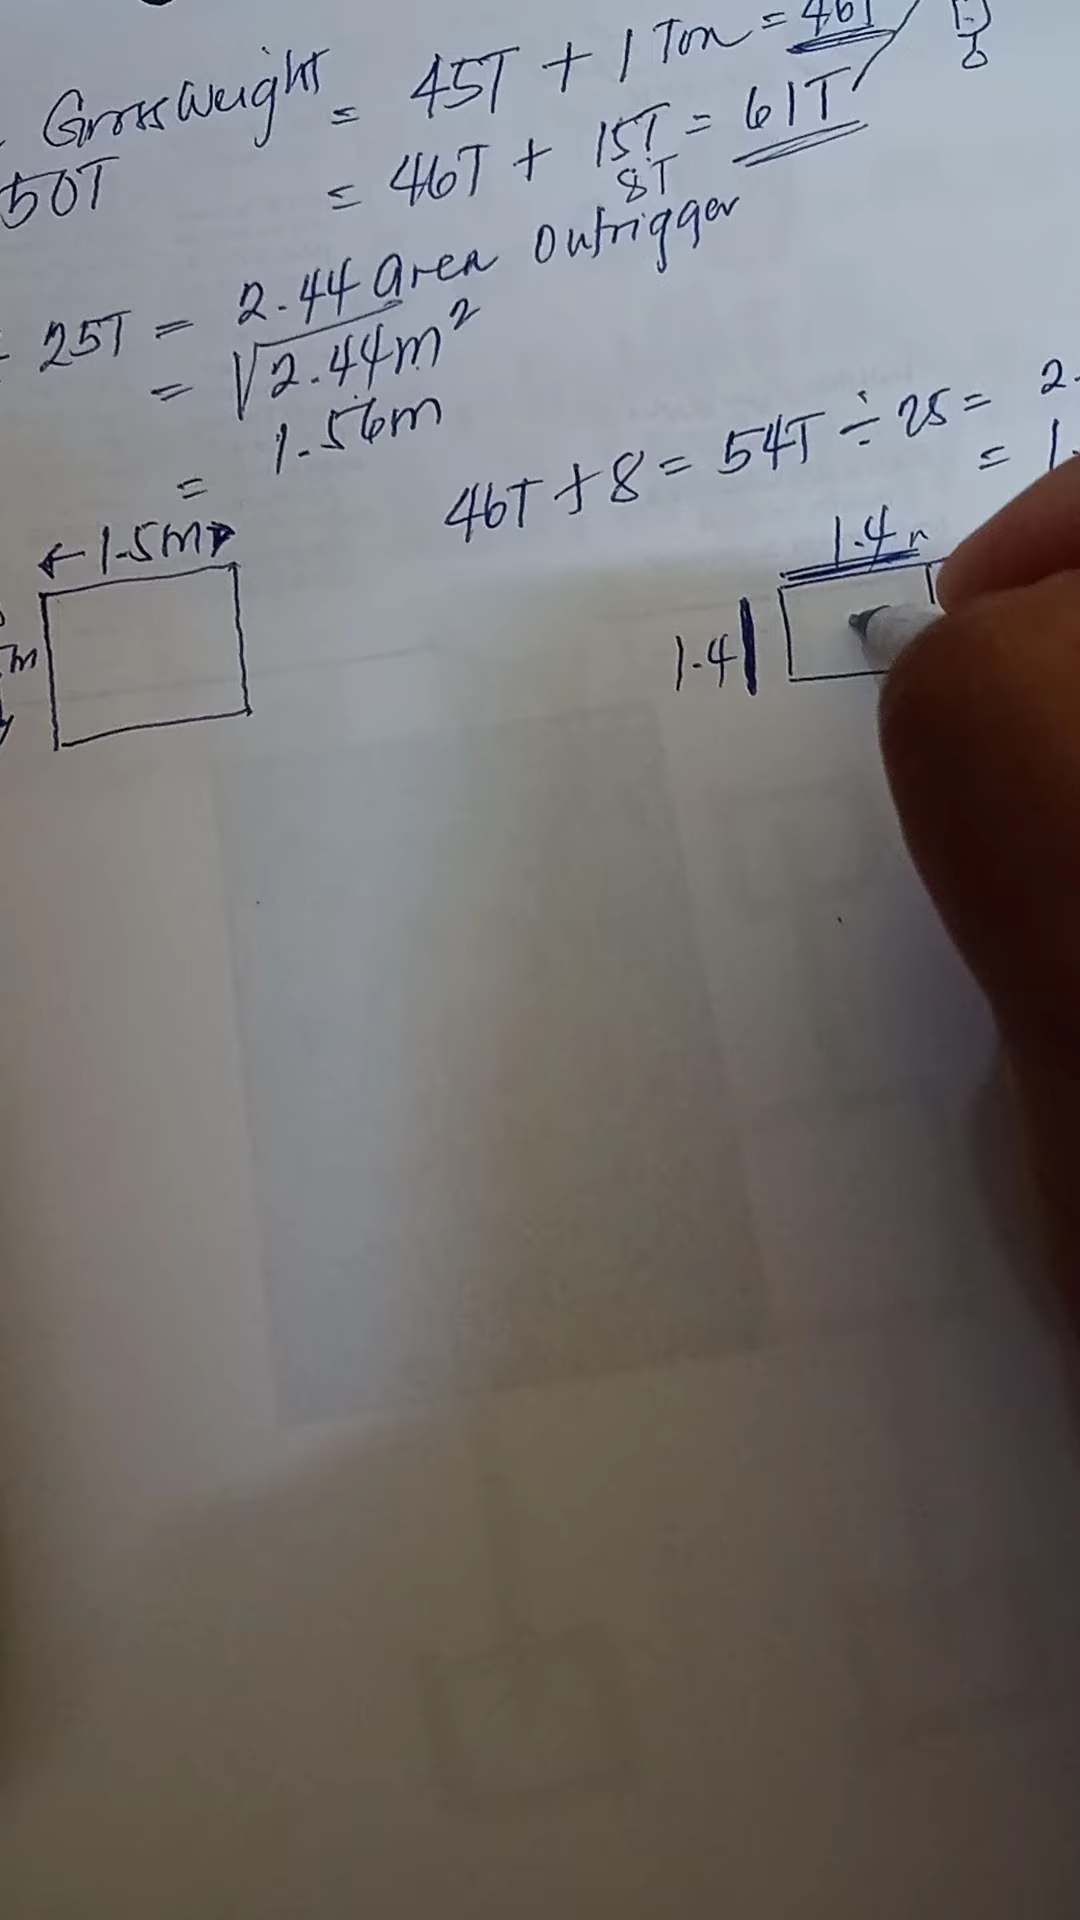 Gross Weight = 45T + 1 Ton = 46T
50T = 46T + 15T = 61T
8T
25T = 2.44 area Outrigger
= √2.44m²
= 1.56m
46T + 8 = 54T ÷ 25 = 2.
= 1.
1.5m
m
1.4
1.4